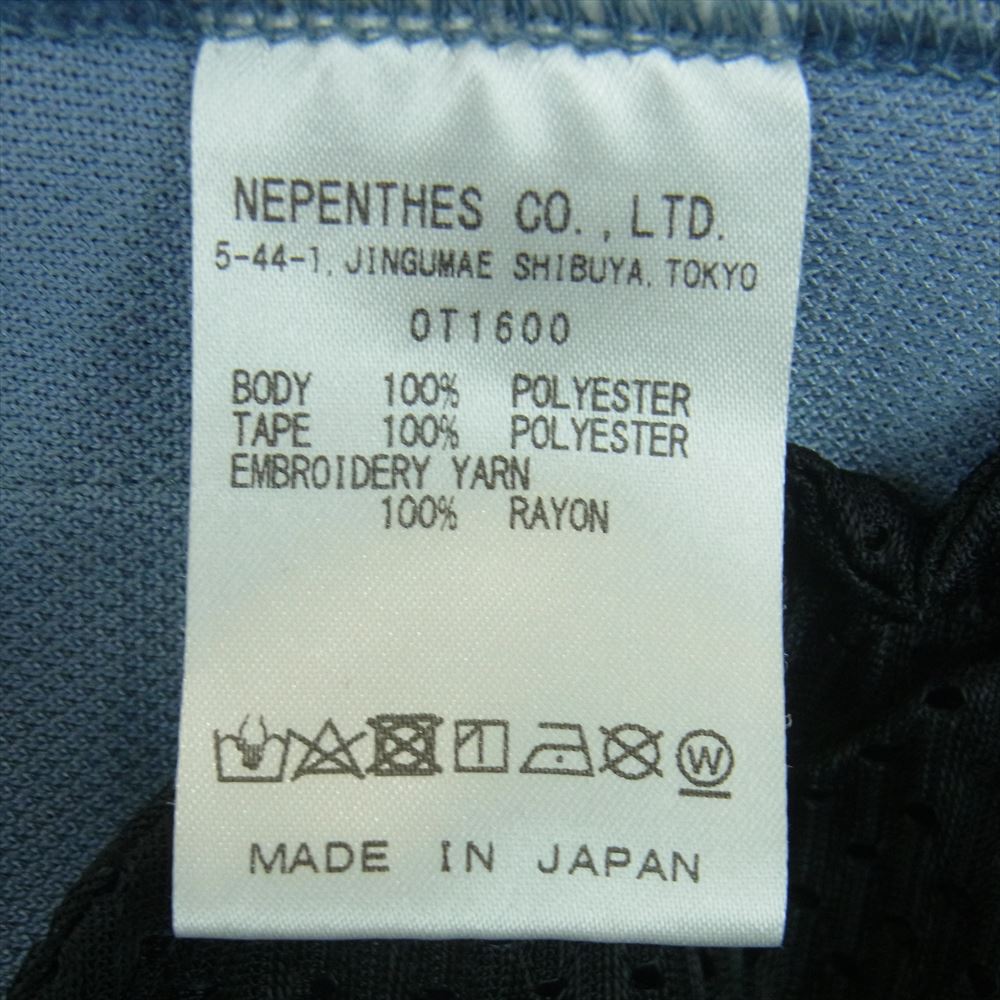 NEPENTHES CO., LTD.
5-44-1, JINGUMAE SHIBUYA, TOKYO
OT1600
BODY 100% POLYESTER
TAPE 100% POLYESTER
EMBROIDERY YARN
100% RAYON
W
MADE IN JAPAN